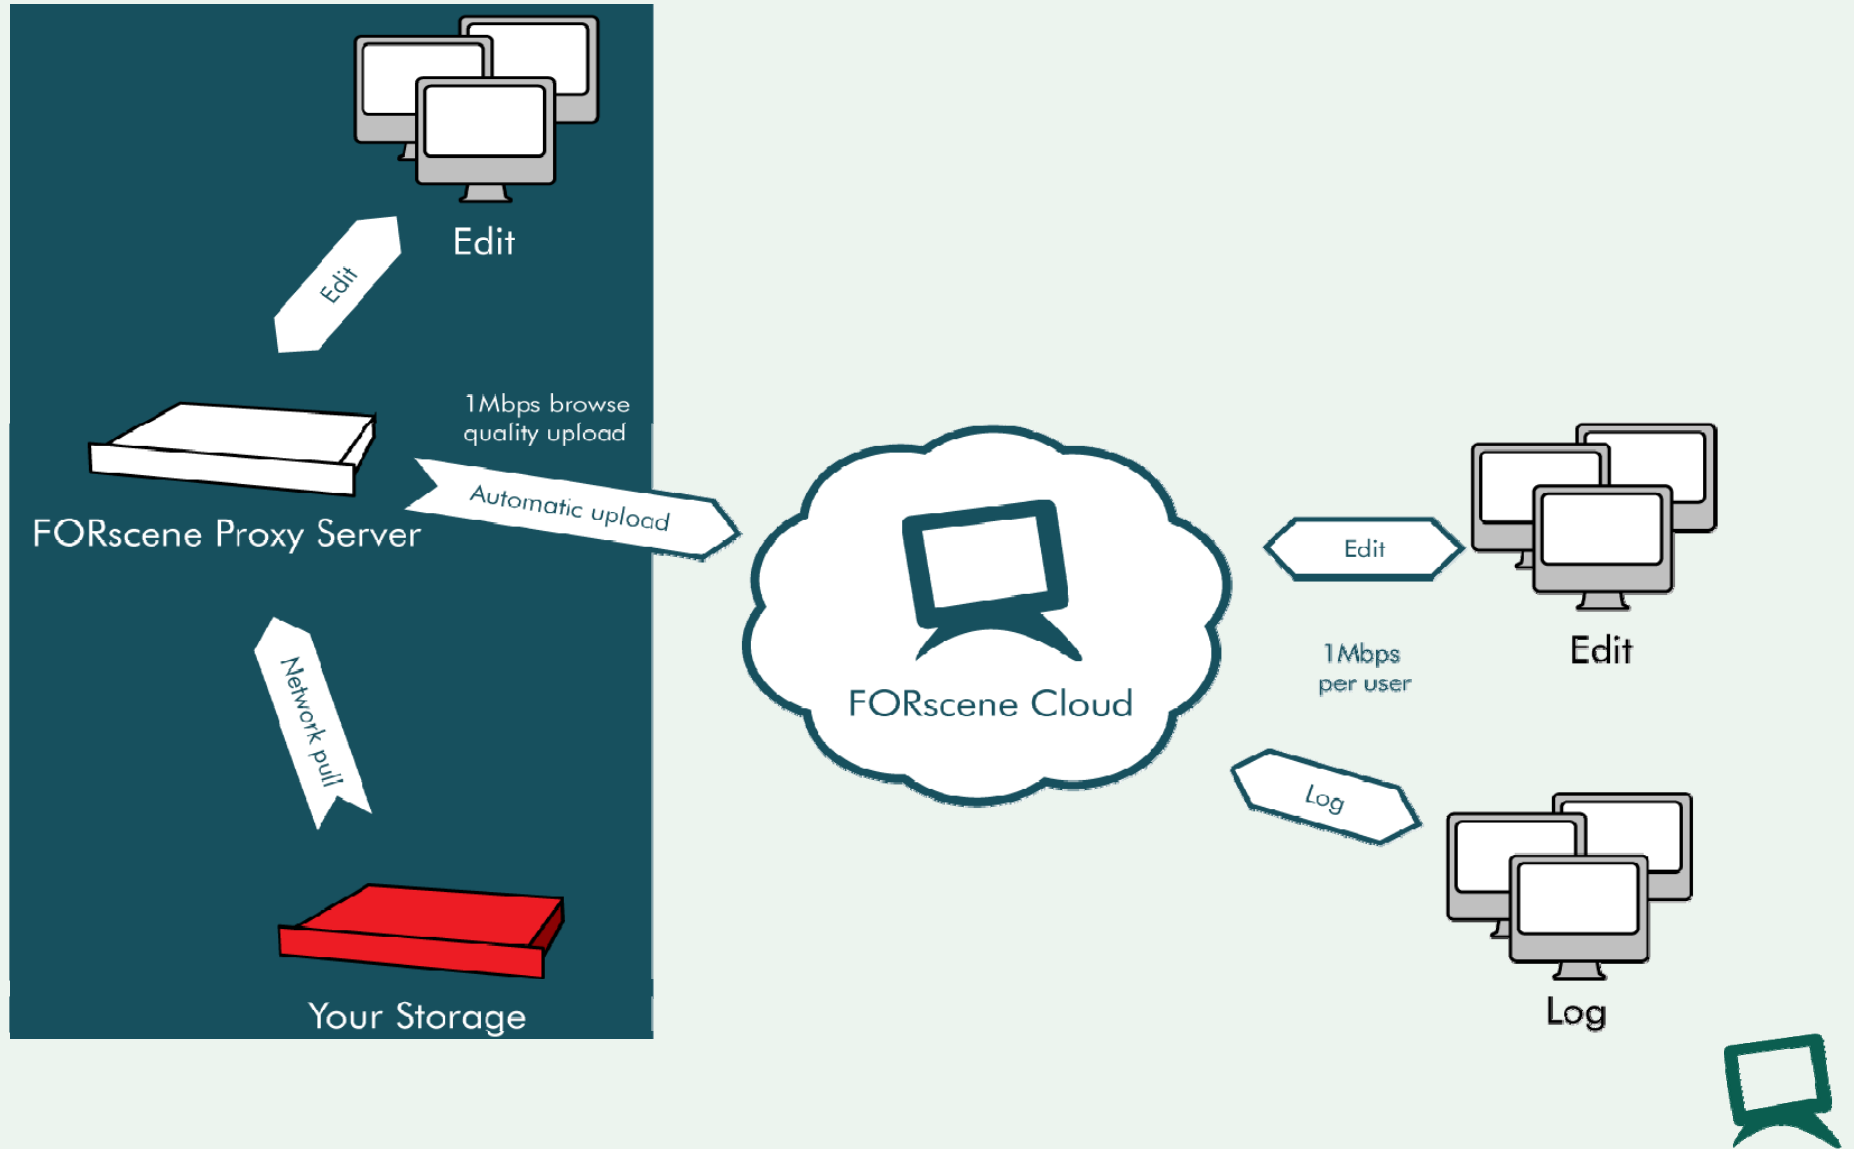 Edit
Edit
1Mbps browse
quality upload
Automatic upload
FORscene Proxy Server
Network pull
Your Storage
FORscene Cloud
Edit
Edit
1Mbps
per user
Log
Log